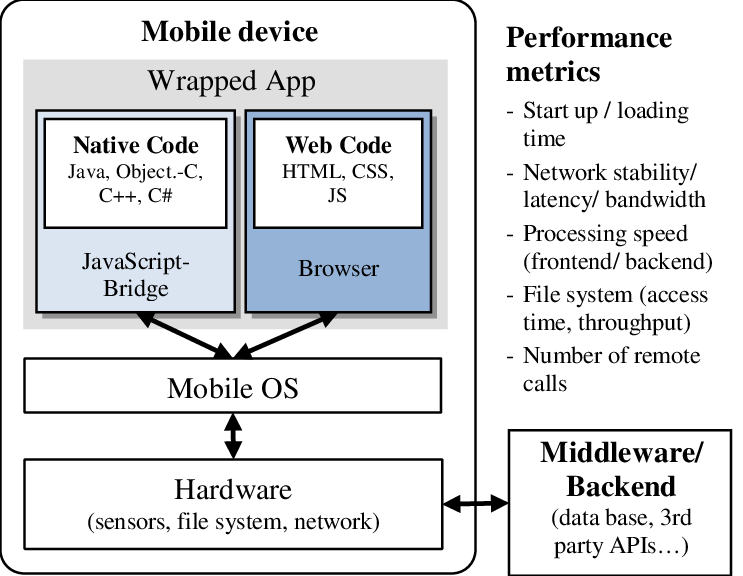 Mobile device
Wrapped App
Native Code
Java, Object.-C,
C++, C#
JavaScript-
Bridge
Web Code
HTML, CSS,
JS
Browser
Mobile OS
Hardware
(sensors, file system, network)
Performance
metrics
- Start up / loading
time
- Network stability/
latency/ bandwidth
- Processing speed
(frontend/ backend)
- File system (access
time, throughput)
- Number of remote
calls
Middleware/
Backend
(data base, 3rd
party APIs…)